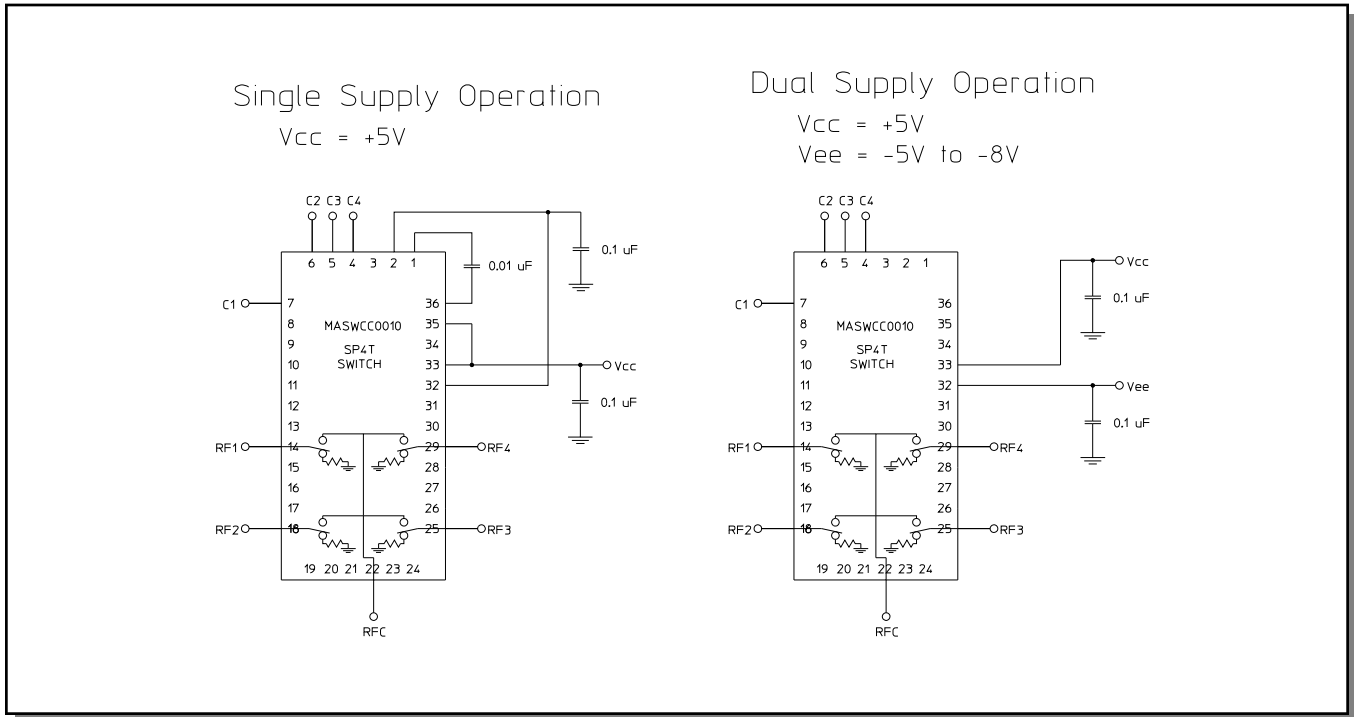 Single Supply Operation
Vcc = +5V
C2 C3 C4
6 5 4 3 2 1
0.1 uF
0.01 uF
C1
7
8
9
10
11
12
13
14
15
16
17
18
MASWCC0010
SP4T
SWITCH
36
35
34
33
32
31
30
29
28
27
26
25
Vcc
0.1 uF
RF1
RF4
RF2
RF3
19 20 21 22 23 24
RFC
Dual Supply Operation
Vcc = +5V
Vee = -5V to -8V
C2 C3 C4
6 5 4 3 2 1
C1
7
8
9
10
11
12
13
14
15
16
17
18
MASWCC0010
SP4T
SWITCH
36
35
34
33
32
31
30
29
28
27
26
25
Vcc
0.1 uF
Vee
0.1 uF
RF1
RF4
RF2
RF3
19 20 21 22 23 24
RFC